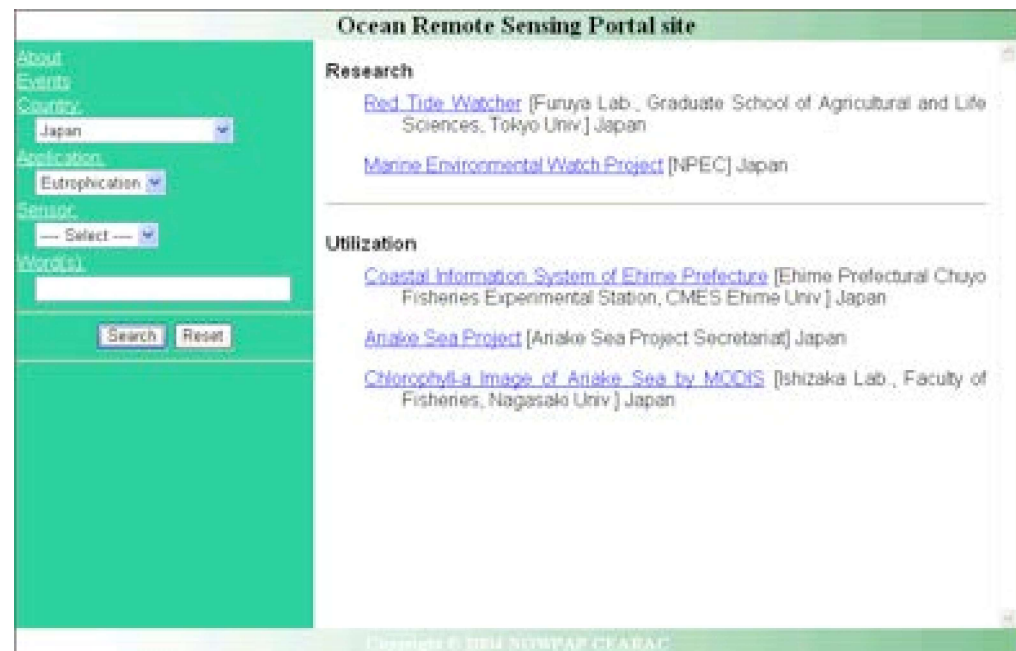 Ocean Remote Sensing Portal site
About
Events
Country:
Japan
Application:
Eutrophication
Sensor:
--- Select ---
Word(s):
Search Reset
Research
Red Tide Watcher [Furuya Lab., Graduate School of Agricultural and Life
Sciences, Tokyo Univ.] Japan
Marine Environmental Watch Project [NPEC] Japan
Utilization
Coastal Information System of Ehime Prefecture [Ehime Prefectural Chuyo
Fisheries Experimental Station, CMES Ehime Univ.] Japan
Ariake Sea Project [Ariake Sea Project Secretariat] Japan
Chlorophyll-a Image of Ariake Sea by MODIS [Ishizaka Lab., Faculty of
Fisheries, Nagasaki Univ.] Japan
Copyright © 2004 NOWPAP CEARAC